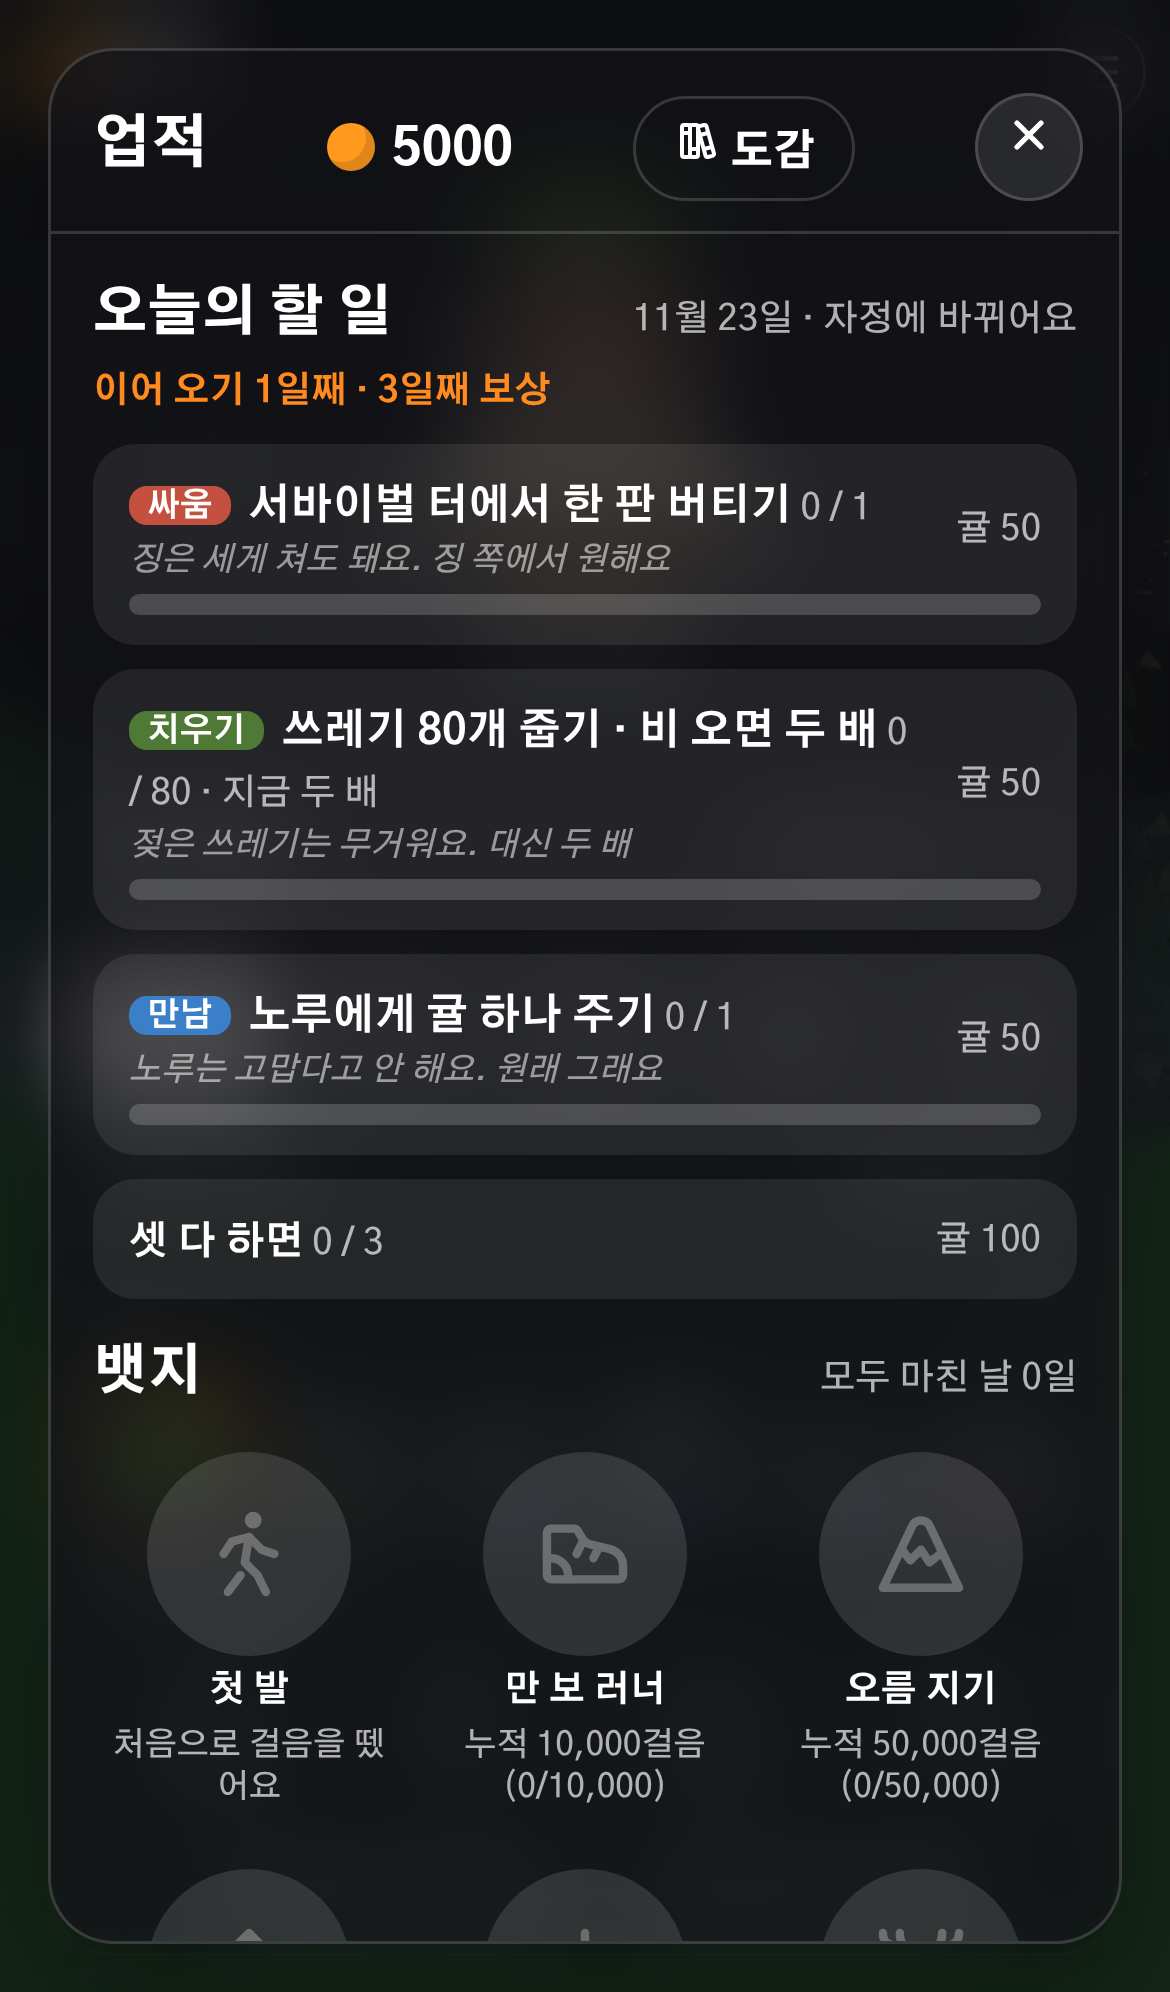 업적
5000
도감
오늘의 할 일
11월 23일 · 자정에 바뀌어요
이어 오기 1일째 · 3일째 보상
싸움 서바이벌 터에서 한 판 버티기 0 / 1
귤 50
징은 세게 쳐도 돼요. 징 쪽에서 원해요
치우기 쓰레기 80개 줍기 · 비 오면 두 배 0
/ 80 · 지금 두 배
귤 50
젖은 쓰레기는 무거워요. 대신 두 배
만남 노루에게 귤 하나 주기 0 / 1
귤 50
노루는 고맙다고 안 해요. 원래 그래요
셋 다 하면 0 / 3
귤 100
뱃지
모두 마친 날 0일
첫 발
처음으로 걸음을 뗐
어요
만 보 러너
누적 10,000걸음
(0/10,000)
오름 지기
누적 50,000걸음
(0/50,000)